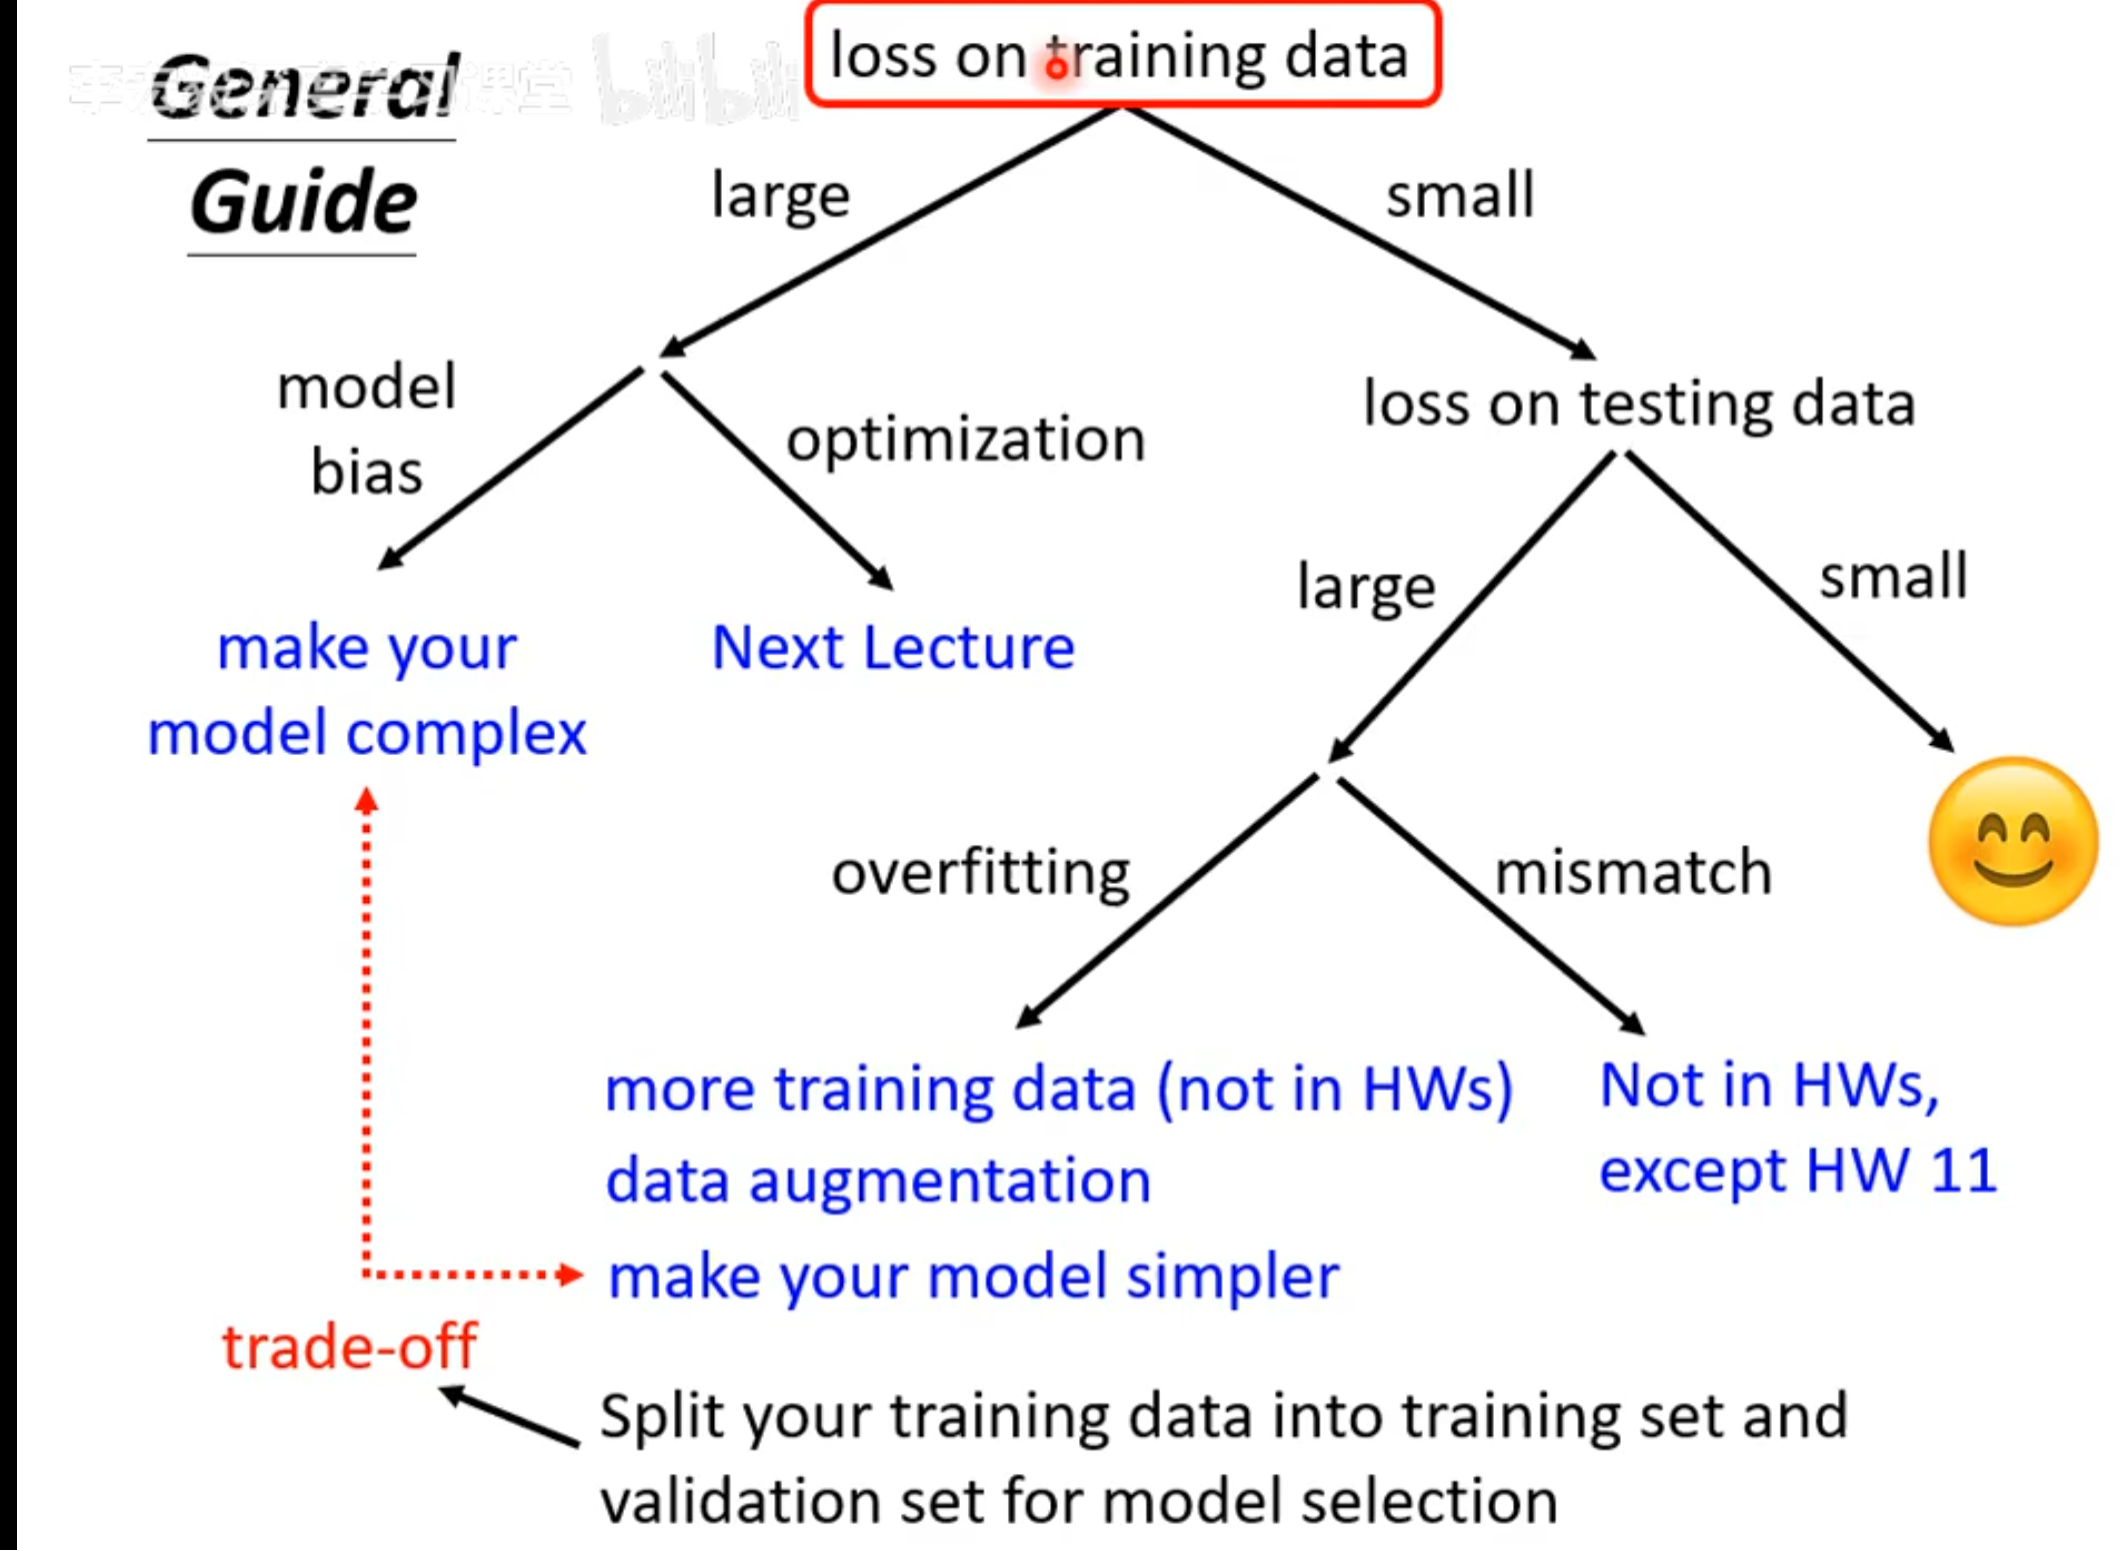 General
Guide
loss on training data
large
small
model
bias
optimization
loss on testing data
make your
model complex
Next Lecture
large
small
overfitting
mismatch
more training data (not in HWs)
data augmentation
make your model simpler
Not in HWs,
except HW 11
trade-off
Split your training data into training set and
validation set for model selection
bilibili